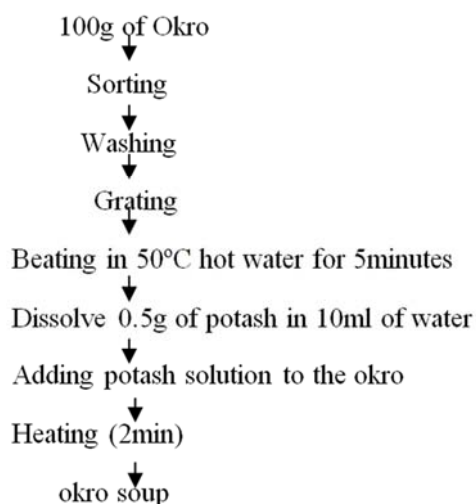 100g of Okro
Sorting
Washing
Grating
Beating in 50°C hot water for 5minutes
Dissolve 0.5g of potash in 10ml of water
Adding potash solution to the okro
Heating (2min)
okro soup